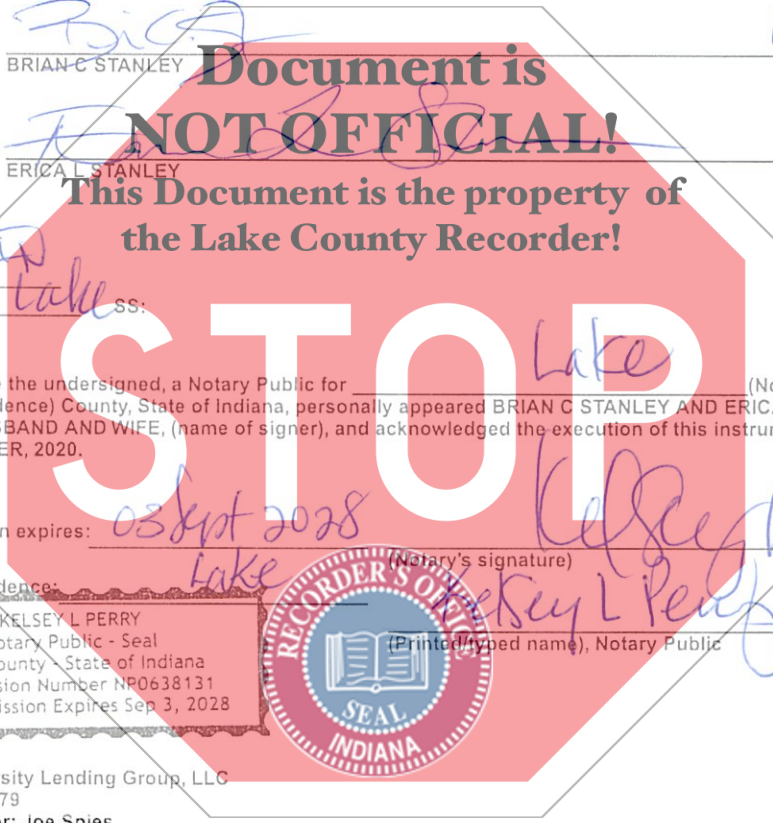 BRIAN C STANLEY
Document is
NOT OFFICIAL!
ERICA L STANLEY
This Document is the property of
the Lake County Recorder!
Lake SS:
STOP
Lake
the undersigned, a Notary Public for
dence) County, State of Indiana, personally appeared BRIAN C STANLEY AND ERICA
SBAND AND WIFE, (name of signer), and acknowledged the execution of this instrum
ER, 2020.
n expires: 03 Sept 2028
(Notary's signature)
dence: Lake
Kelsey L Perry
(Printed/typed name), Notary Public
KELSEY L PERRY
otary Public - Seal
ounty - State of Indiana
sion Number NP0638131
ission Expires Sep 3, 2028
RECORDER'S OFFICE
SEAL
INDIANA
sity Lending Group, LLC
79
r: Joe Spies